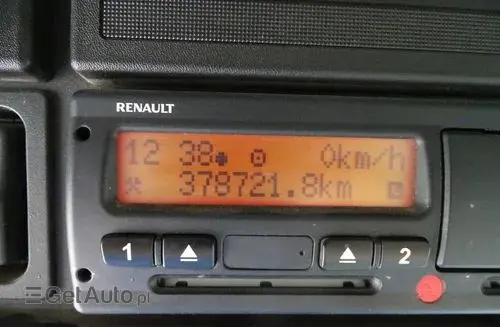 RENAULT
12 38 0km/h
378721.8km
1 2
GetAuto.pl